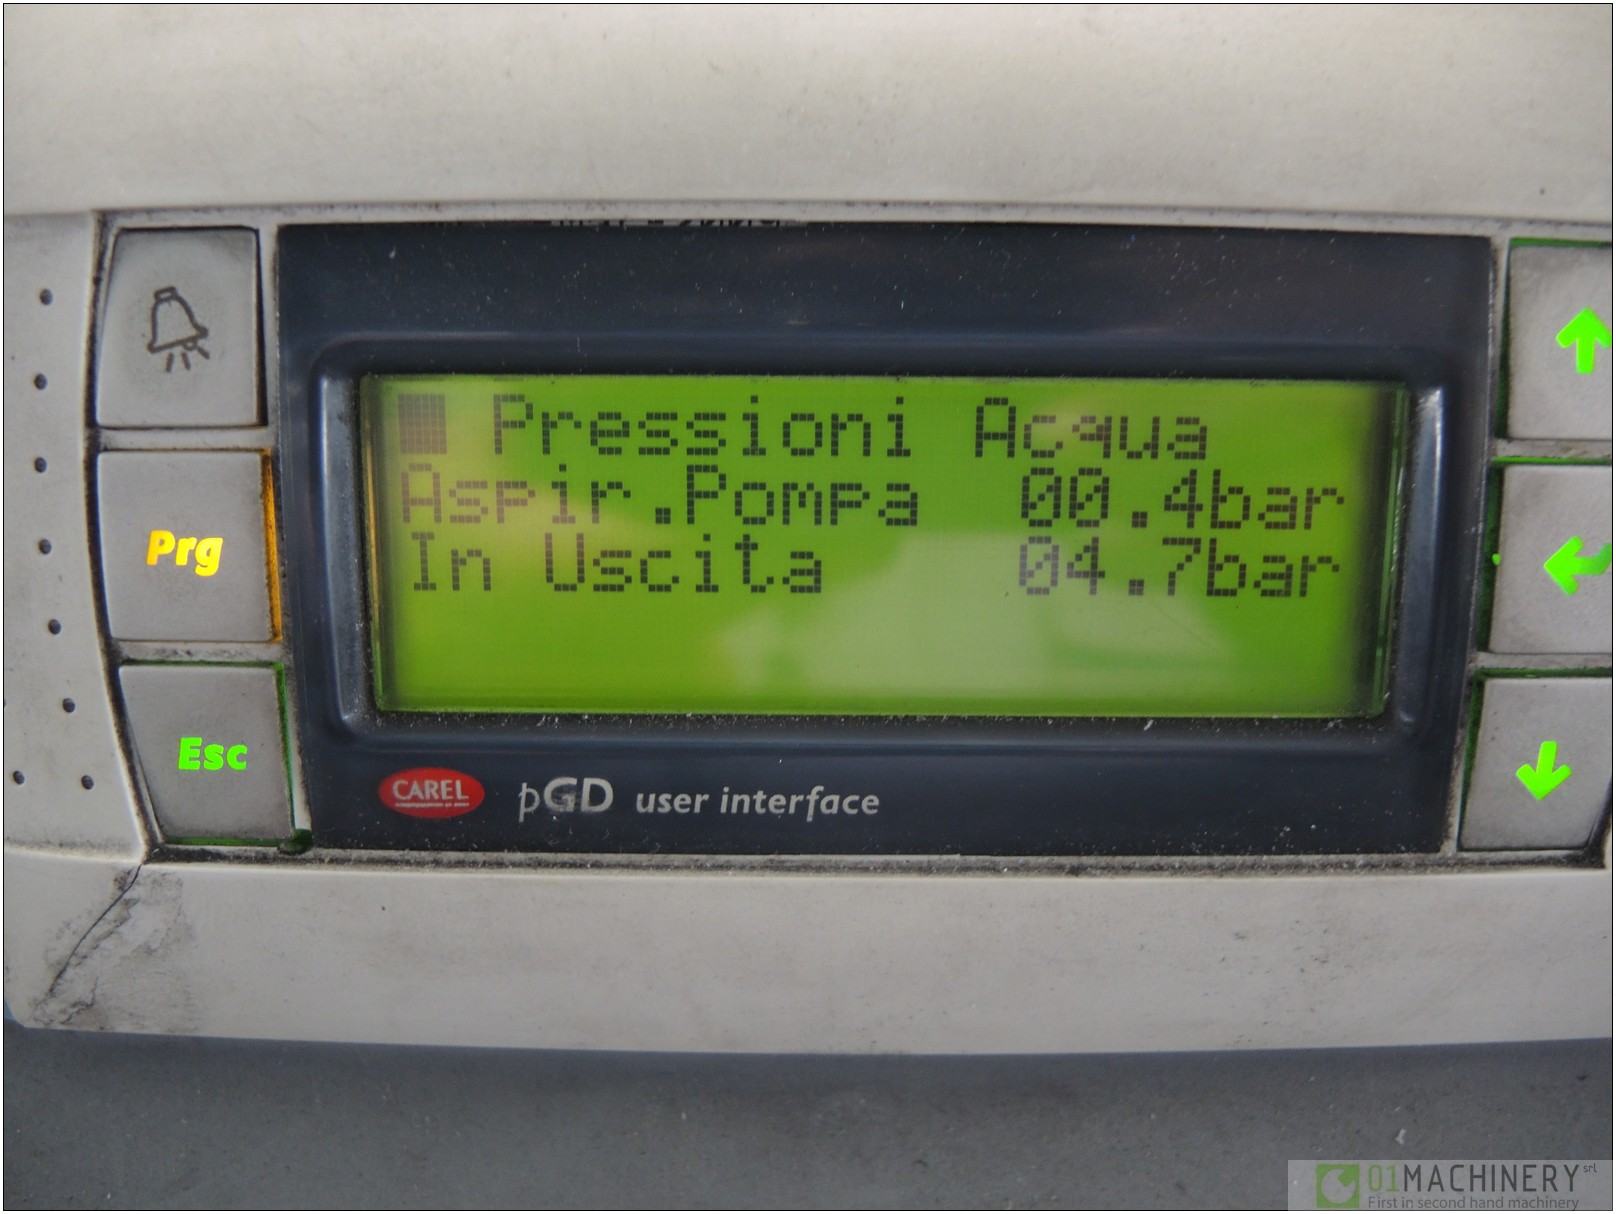 Pressioni Acqua
Aspir.Pompa 00.4bar
In Uscita 04.7bar
Prg
Esc
CAREL
pGD user interface
01MACHINERY srl
First in second hand machinery